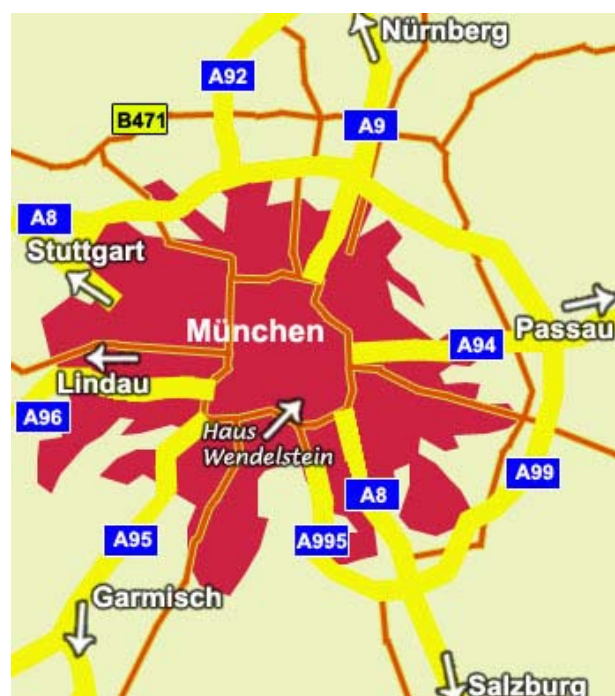 Nürnberg
A92
B471
A9
A8
Stuttgart
München
Passau
A94
Lindau
A96
Haus
Wendelstein
A99
A8
A95
A995
Garmisch
Salzburg